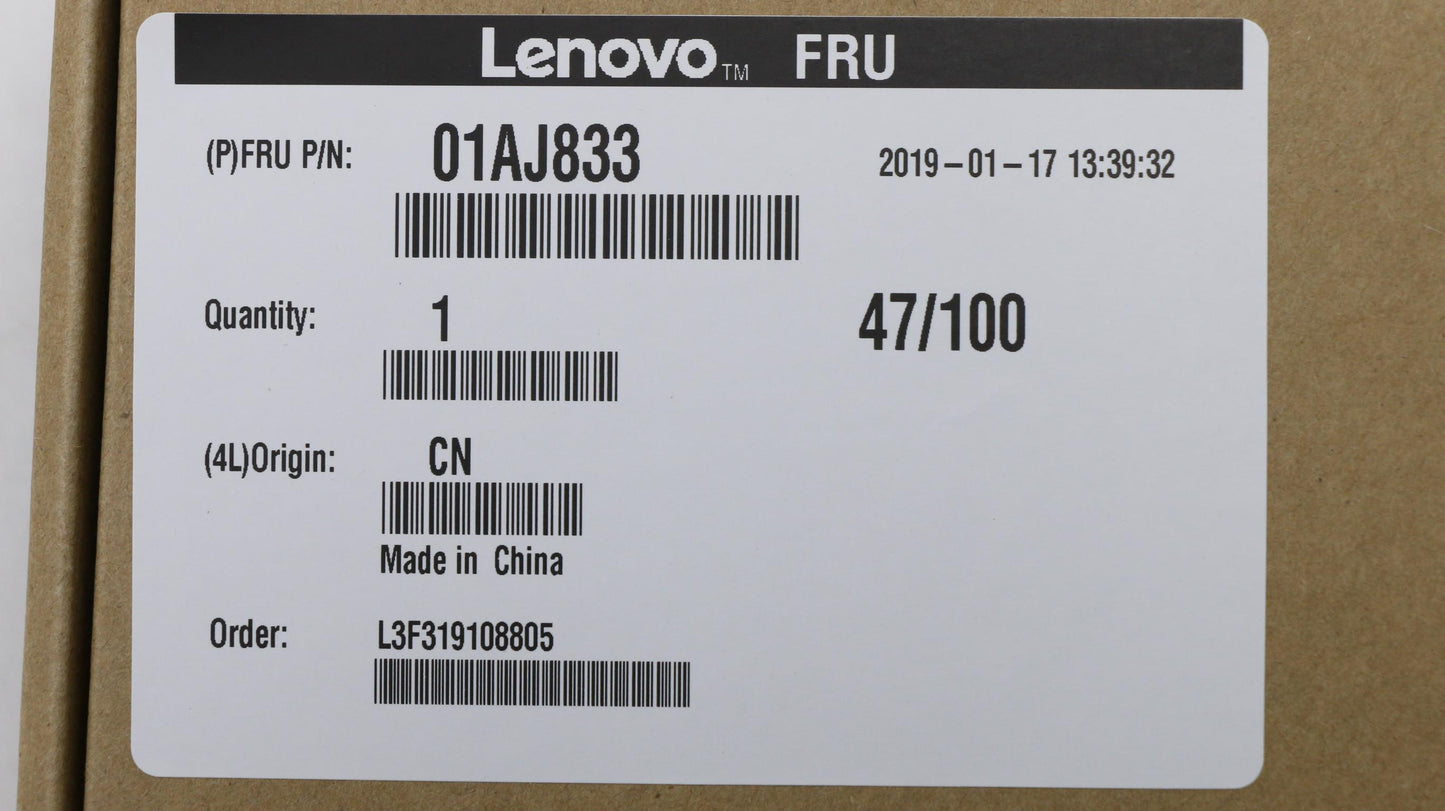 Lenovo™ FRU
(P)FRU P/N: 01AJ833 2019-01-17 13:39:32
Quantity: 1 47/100
(4L)Origin: CN
Made in China
Order: L3F319108805